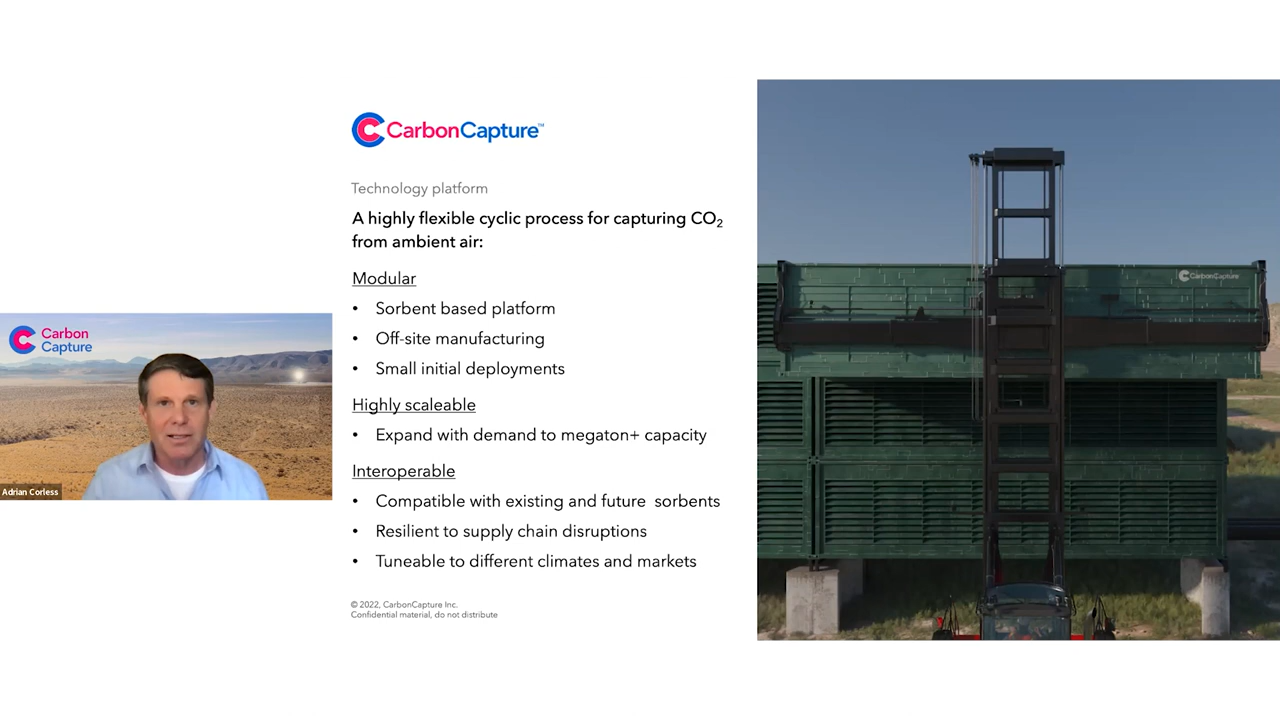 Carbon
Capture
Adrian Corless
CarbonCapture™
Technology platform
A highly flexible cyclic process for capturing CO₂
from ambient air:
Modular
• Sorbent based platform
• Off-site manufacturing
• Small initial deployments
Highly scaleable
• Expand with demand to megaton+ capacity
Interoperable
• Compatible with existing and future sorbents
• Resilient to supply chain disruptions
• Tuneable to different climates and markets
© 2022, CarbonCapture Inc.
Confidential material, do not distribute
CarbonCapture